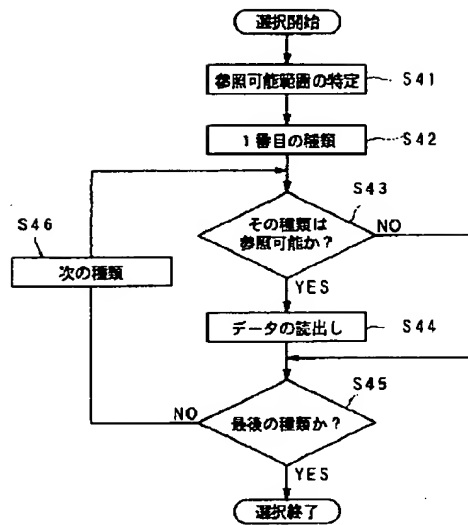 選択開始
参照可能範囲の特定
S41
1番目の種類
S42
S43
その種類は
参照可能か?
NO
YES
S46
次の種類
データの読出し
S44
S45
最後の種類か?
NO
YES
選択終了